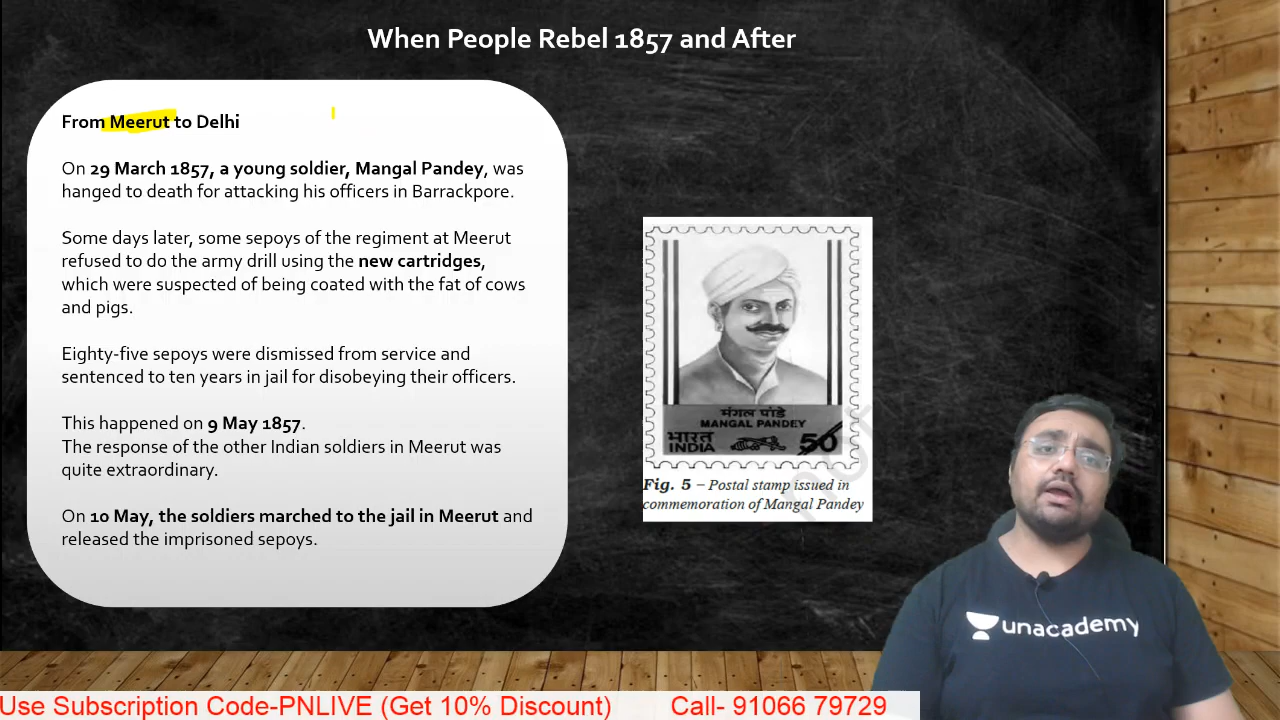 When People Rebel 1857 and After
From Meerut to Delhi
On 29 March 1857, a young soldier, Mangal Pandey, was
hanged to death for attacking his officers in Barrackpore.
Some days later, some sepoys of the regiment at Meerut
refused to do the army drill using the new cartridges,
which were suspected of being coated with the fat of cows
and pigs.
Eighty-five sepoys were dismissed from service and
sentenced to ten years in jail for disobeying their officers.
This happened on 9 May 1857.
The response of the other Indian soldiers in Meerut was
quite extraordinary.
On 10 May, the soldiers marched to the jail in Meerut and
released the imprisoned sepoys.
मंगल पांडे
MANGAL PANDEY
भारत
INDIA
50
Fig. 5 – Postal stamp issued in
commemoration of Mangal Pandey
unacademy
Use Subscription Code-PNLIVE (Get 10% Discount)
Call- 91066 79729